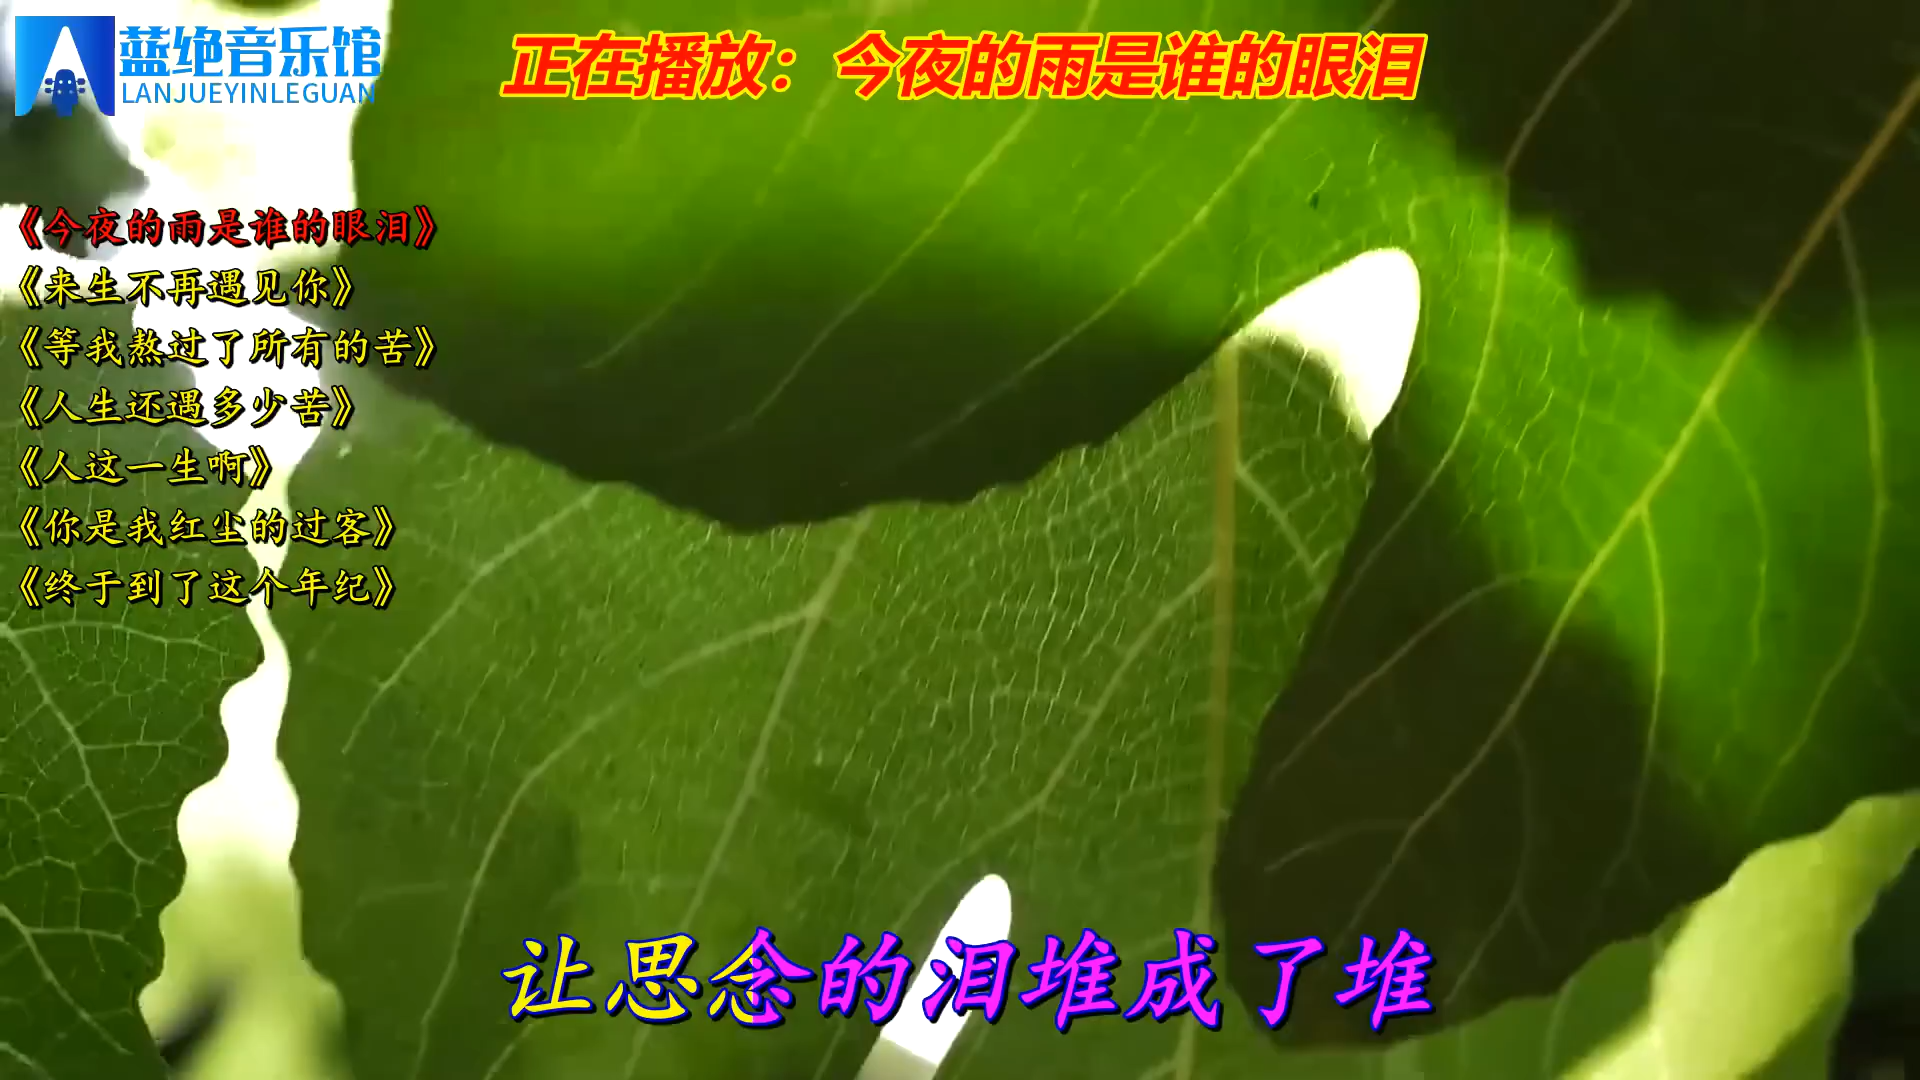 蓝绝音乐馆
LANJUEYINLEGUAN
正在播放：今夜的雨是谁的眼泪
《今夜的雨是谁的眼泪》
《来生不再遇见你》
《等我熬过了所有的苦》
《人生还遇多少苦》
《人这一生啊》
《你是我红尘的过客》
《终于到了这个年纪》
让思念的泪堆成了堆